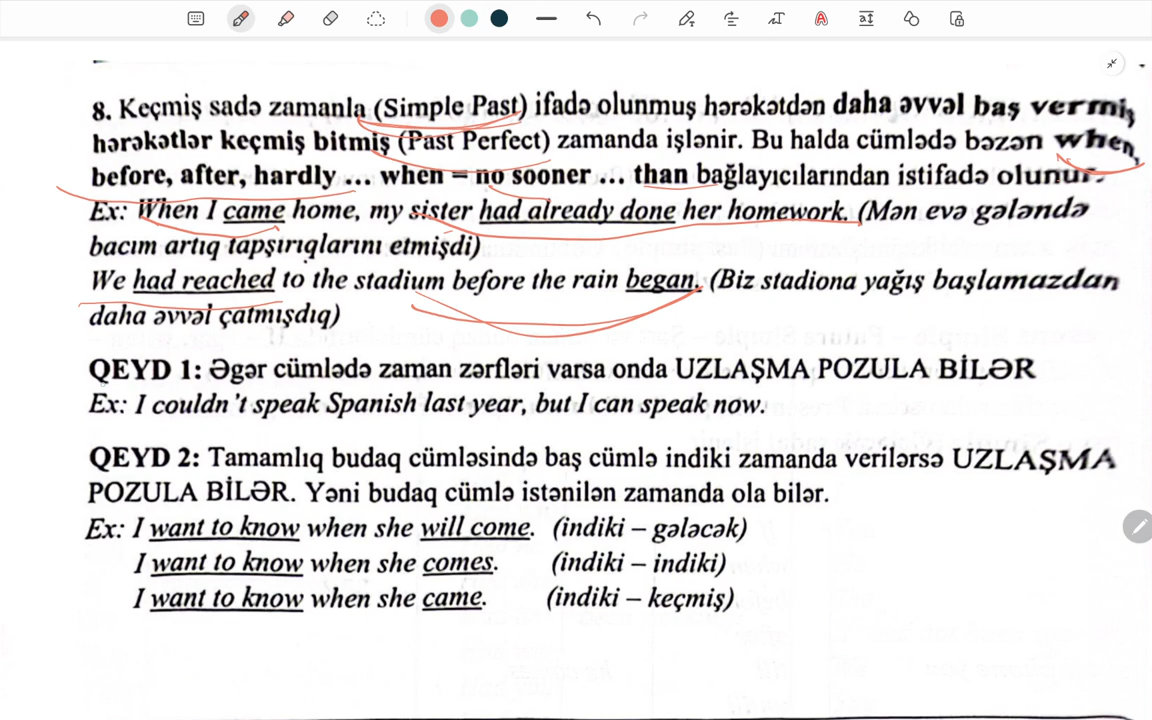 8. Keçmiş sadə zamanla (Simple Past) ifadə olunmuş hərəkətdən daha əvvəl baş vermiş
hərəkətlər keçmiş bitmiş (Past Perfect) zamanda işlənir. Bu halda cümlədə bəzən when,
before, after, hardly ... when = no sooner ... than bağlayıcılarından istifadə olunur.
Ex: When I came home, my sister had already done her homework. (Mən evə gələndə
bacım artıq tapşırıqlarını etmişdi)
We had reached to the stadium before the rain began. (Biz stadiona yağış başlamazdan
daha əvvəl çatmışdıq)
QEYD 1: Əgər cümlədə zaman zərfləri varsa onda UZLAŞMA POZULA BİLƏR
Ex: I couldn't speak Spanish last year, but I can speak now.
QEYD 2: Tamamlıq budaq cümləsində baş cümlə indiki zamanda verilərsə UZLAŞMA
POZULA BİLƏR. Yəni budaq cümlə istənilən zamanda ola bilər.
Ex: I want to know when she will come. (indiki – gələcək)
I want to know when she comes. (indiki – indiki)
I want to know when she came. (indiki – keçmiş)